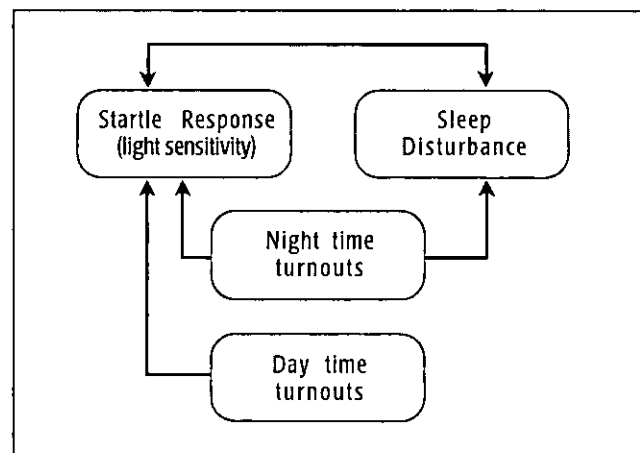 Startle Response
(light sensitivity)
Sleep
Disturbance
Night time
turnouts
Day time
turnouts